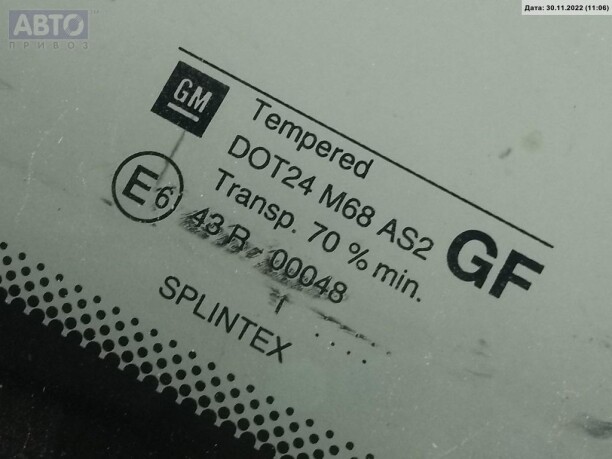 АВТО
ПРИВОЗ
Дата: 30.11.2022 (11:06)
GM
Tempered
DOT24 M68 AS2
Transp. 70 % min.
GF
E6 43 R 00048
SPLINTEX